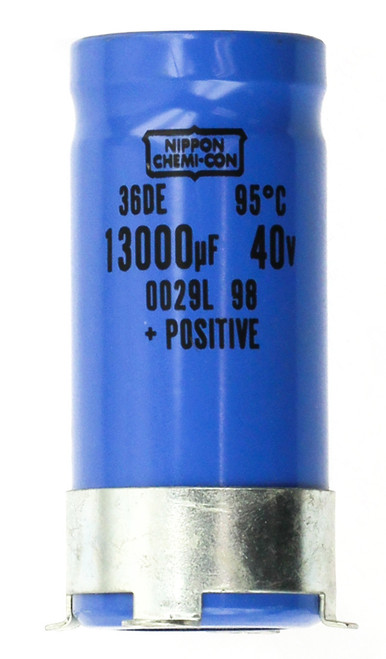 NIPPON
CHEMI-CON
36DE 95°C
13000µF 40V
0029L 98
+ POSITIVE